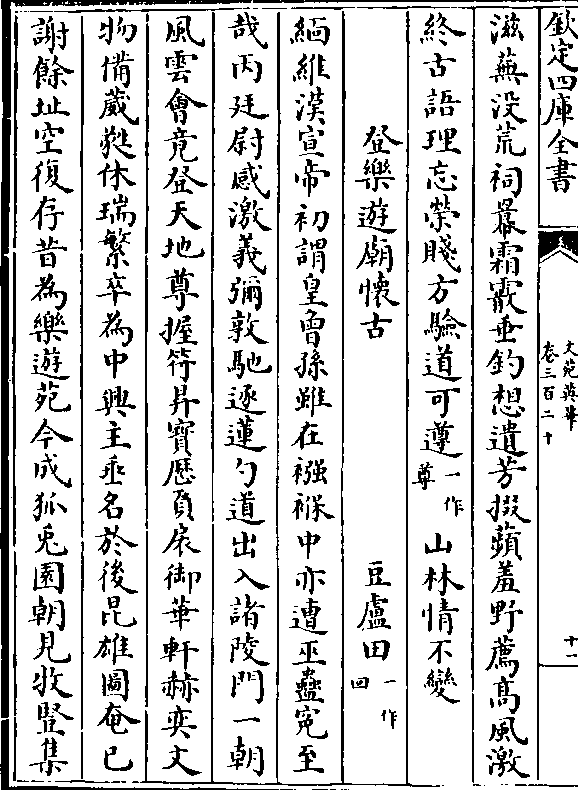 欽定四庫全書
文苑英華
卷三百二十
十一
滋蕪没荒祠羃霜霰垂釣想遺芳掇蘋羞野薦髙風激
終古語理忘榮賤方驗道可遵一作尊山林情不變
登樂遊廟懷古
豆盧田一作回
緬維漢宣帝初謂皇曾孫雖在襁褓中亦遭巫蠱寃至
哉丙廷尉感激義彌敦馳逐蓮勺道出入諸陵門一朝
風雲會竟登天地尊握符昇寶厯負扆御華軒赫奕文
物備葳蕤休瑞繁卒為中興主垂名於後昆雄圖奄已
謝餘址空復存昔為樂遊苑今成狐兎園朝見牧豎集